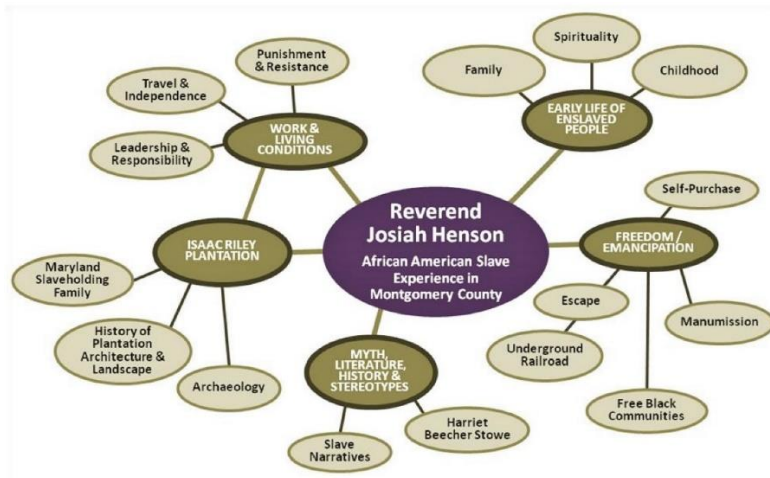 Punishment
& Resistance
Travel &
Independence
Leadership &
Responsibility
WORK &
LIVING
CONDITIONS
Spirituality
Family
Childhood
EARLY LIFE OF
ENSLAVED
PEOPLE
Reverend
Josiah Henson
African American Slave
Experience in
Montgomery County
ISAAC RILEY
PLANTATION
Maryland
Slaveholding
Family
History of
Plantation
Architecture &
Landscape
Archaeology
Self-Purchase
FREEDOM /
EMANCIPATION
Escape
Underground
Railroad
Manumission
Free Black
Communities
MYTH,
LITERATURE,
HISTORY &
STEREOTYPES
Slave
Narratives
Harriet
Beecher Stowe